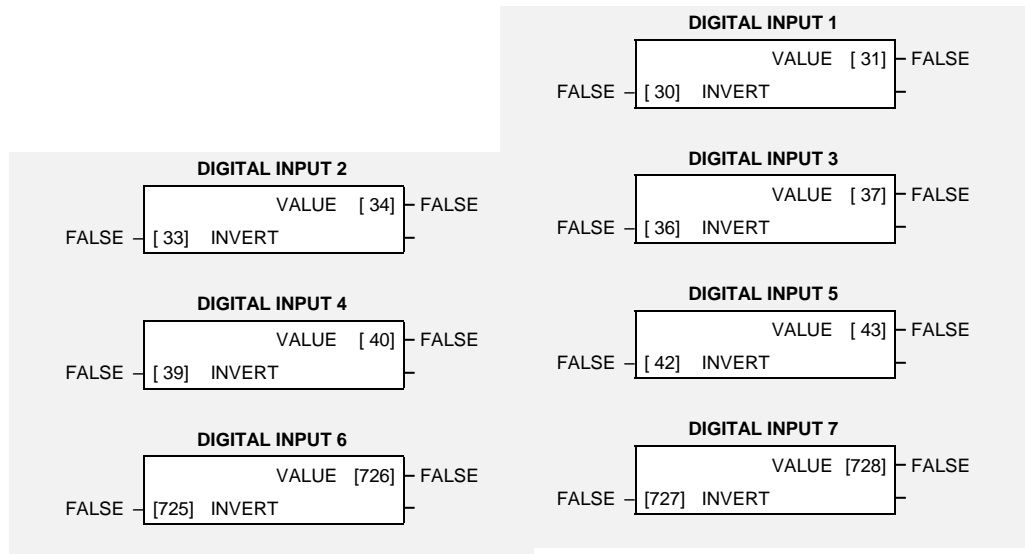 DIGITAL INPUT 1
VALUE [ 31] FALSE
FALSE [ 30] INVERT
DIGITAL INPUT 2
VALUE [ 34] FALSE
FALSE [ 33] INVERT
DIGITAL INPUT 3
VALUE [ 37] FALSE
FALSE [ 36] INVERT
DIGITAL INPUT 4
VALUE [ 40] FALSE
FALSE [ 39] INVERT
DIGITAL INPUT 5
VALUE [ 43] FALSE
FALSE [ 42] INVERT
DIGITAL INPUT 6
VALUE [726] FALSE
FALSE [725] INVERT
DIGITAL INPUT 7
VALUE [728] FALSE
FALSE [727] INVERT